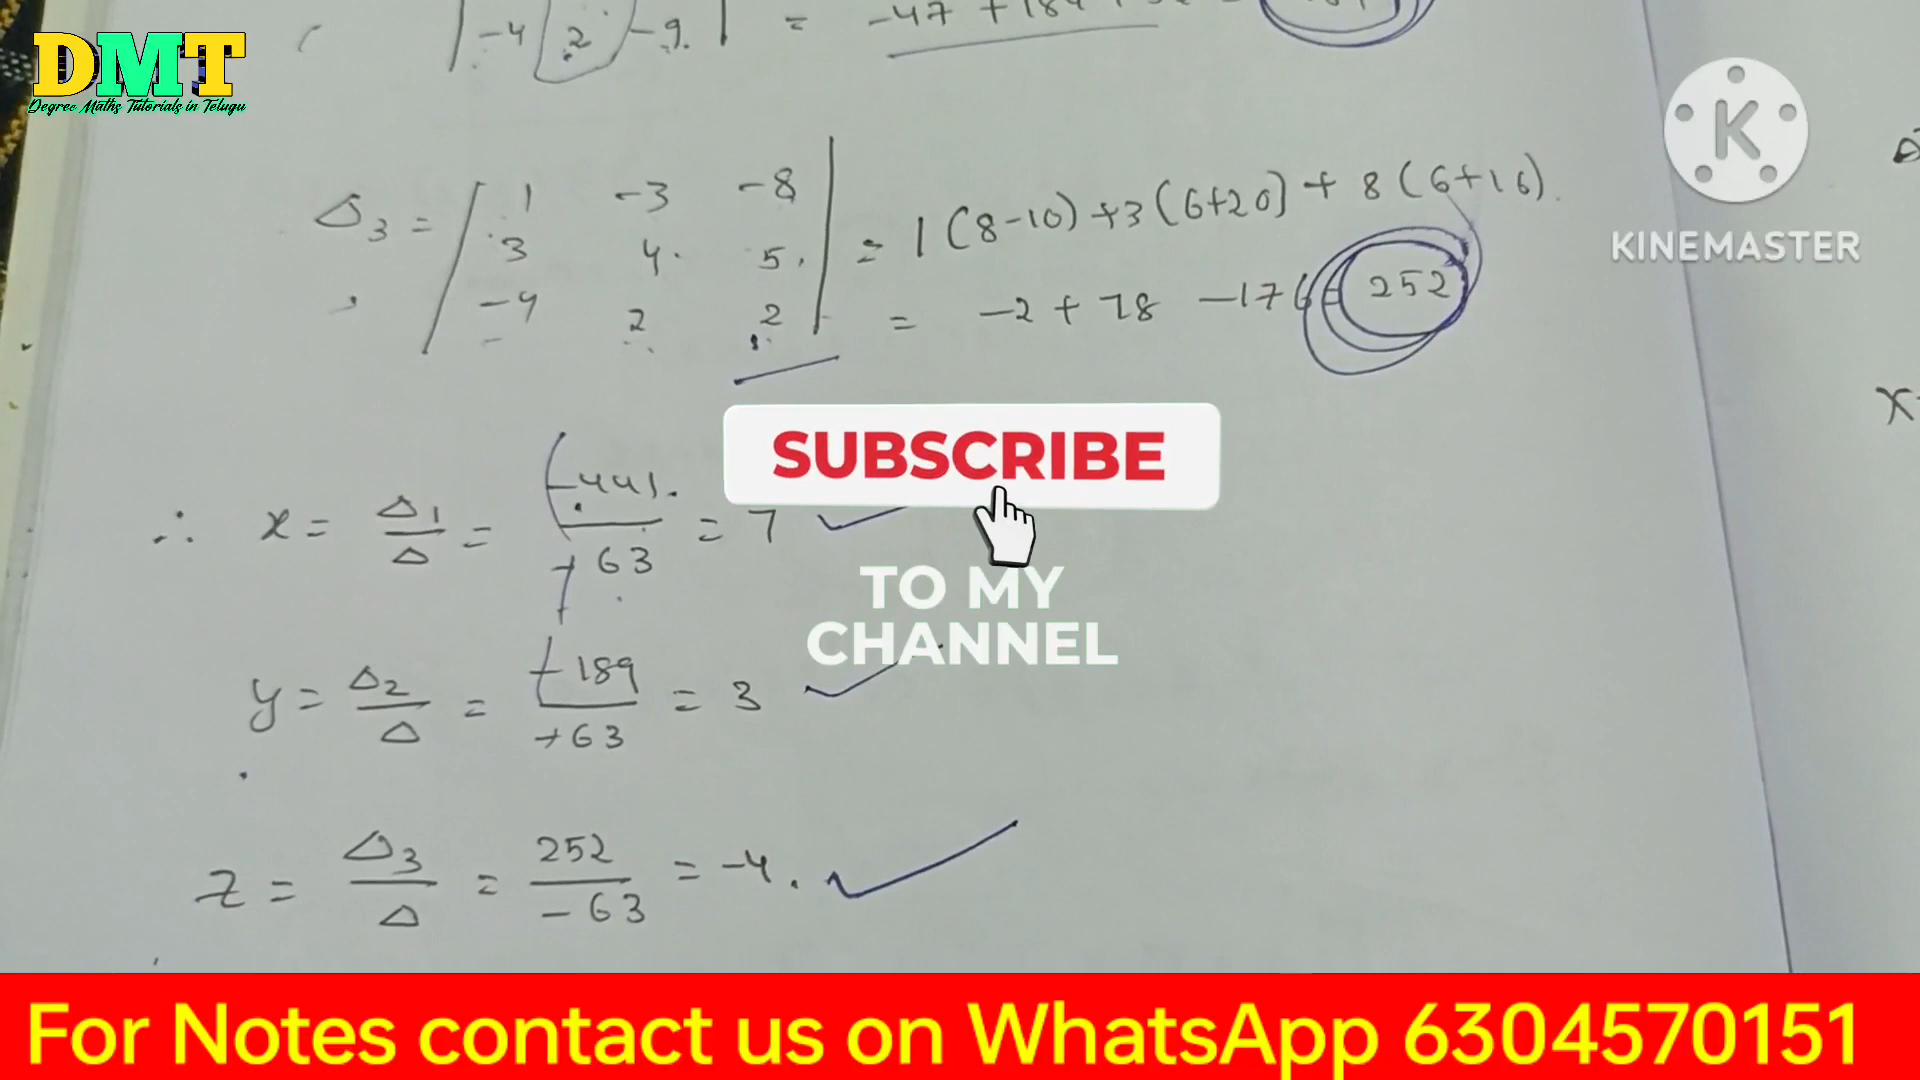 DMT
Degree Maths Tutorials in Telugu
| -4 2 -9 | = -47 + 184
Δ3 = | 1 -3 -8 | = 1(8-10) +3(6+20) + 8(6+16)
| 3 4 5 |
| -4 2 2 | = -2 + 78 -176 = 252
KINEMASTER
SUBSCRIBE
TO MY
CHANNEL
∴ x = Δ1/Δ = -441/+63 = 7
y = Δ2/Δ = -189/+63 = 3
z = Δ3/Δ = 252/-63 = -4.
For Notes contact us on WhatsApp 6304570151